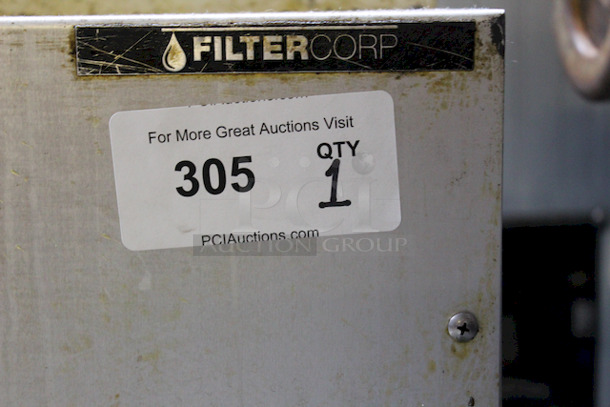 FILTERCORP
For More Great Auctions Visit
305
QTY
1
PCIAuctions.com
PCI
AUCTION GROUP